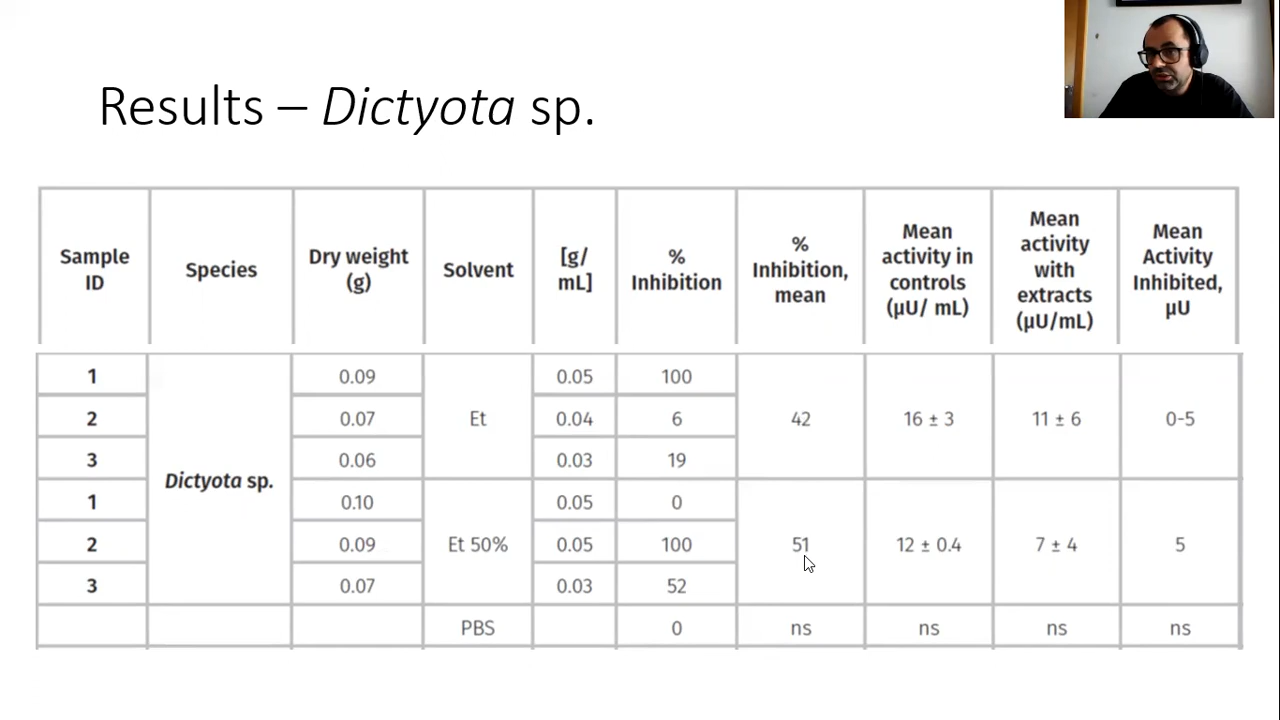 Results – Dictyota sp.
Sample ID
Species
Dry weight (g)
Solvent
[g/ mL]
% Inhibition
% Inhibition, mean
Mean activity in controls (µU/ mL)
Mean activity with extracts (µU/mL)
Mean Activity Inhibited, µU
1 0.09 0.05 100
2 0.07 Et 0.04 6 42 16 ± 3 11 ± 6 0-5
3 0.06 0.03 19
Dictyota sp.
1 0.10 0.05 0
2 0.09 Et 50% 0.05 100 51 12 ± 0.4 7 ± 4 5
3 0.07 0.03 52
PBS 0 ns ns ns ns